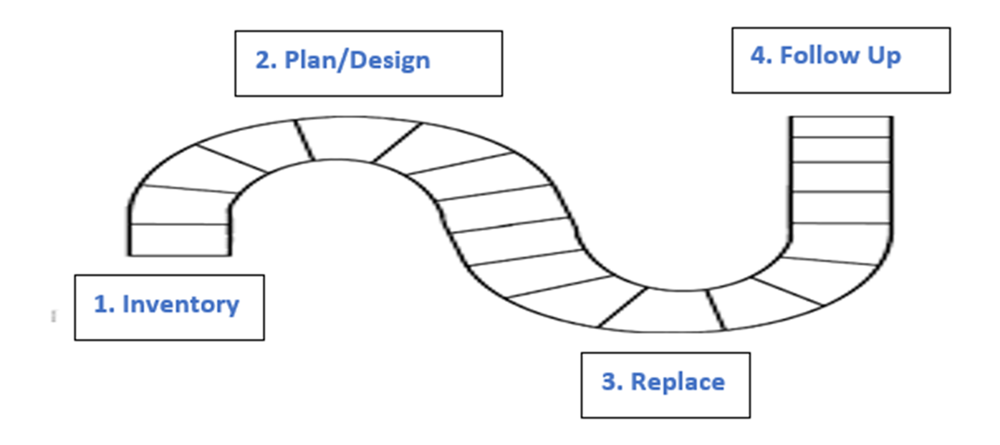 1. Inventory
2. Plan/Design
3. Replace
4. Follow Up